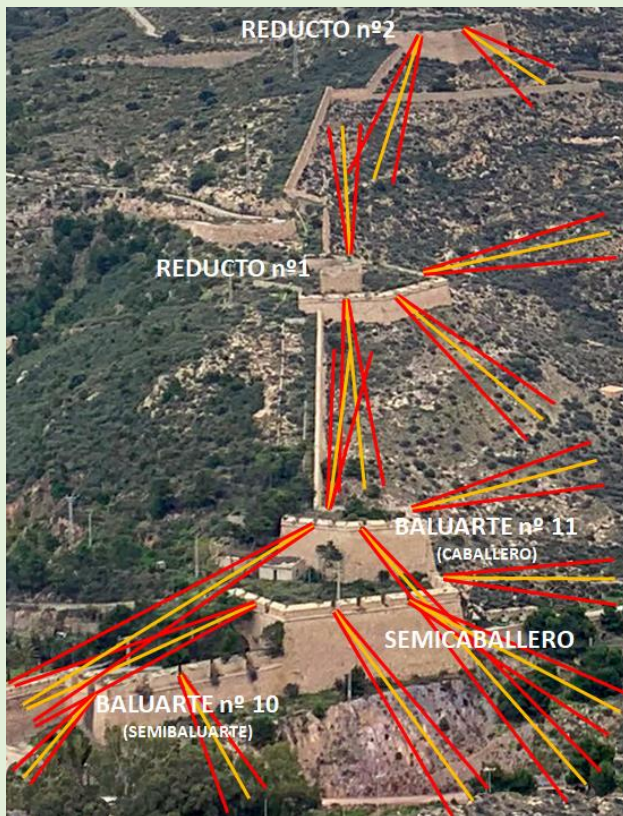 REDUCTO nº2
REDUCTO nº1
BALUARTE nº 11
(CABALLERO)
SEMICABALLERO
BALUARTE nº 10
(SEMIBALUARTE)